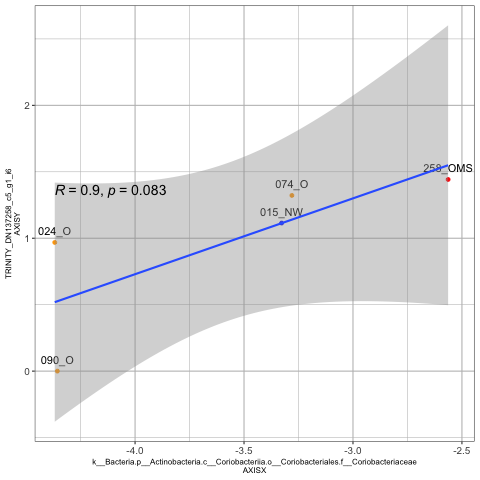 2
258_OMS
R = 0.9, p = 0.083
074_O
015_NW
024_O
1
090_O
0
TRINITY_DN137258_c5_g1_i6
AXISY
-4.0 -3.5 -3.0 -2.5
k__Bacteria.p__Actinobacteria.c__Coriobacteriia.o__Coriobacteriales.f__Coriobacteriaceae
AXISX